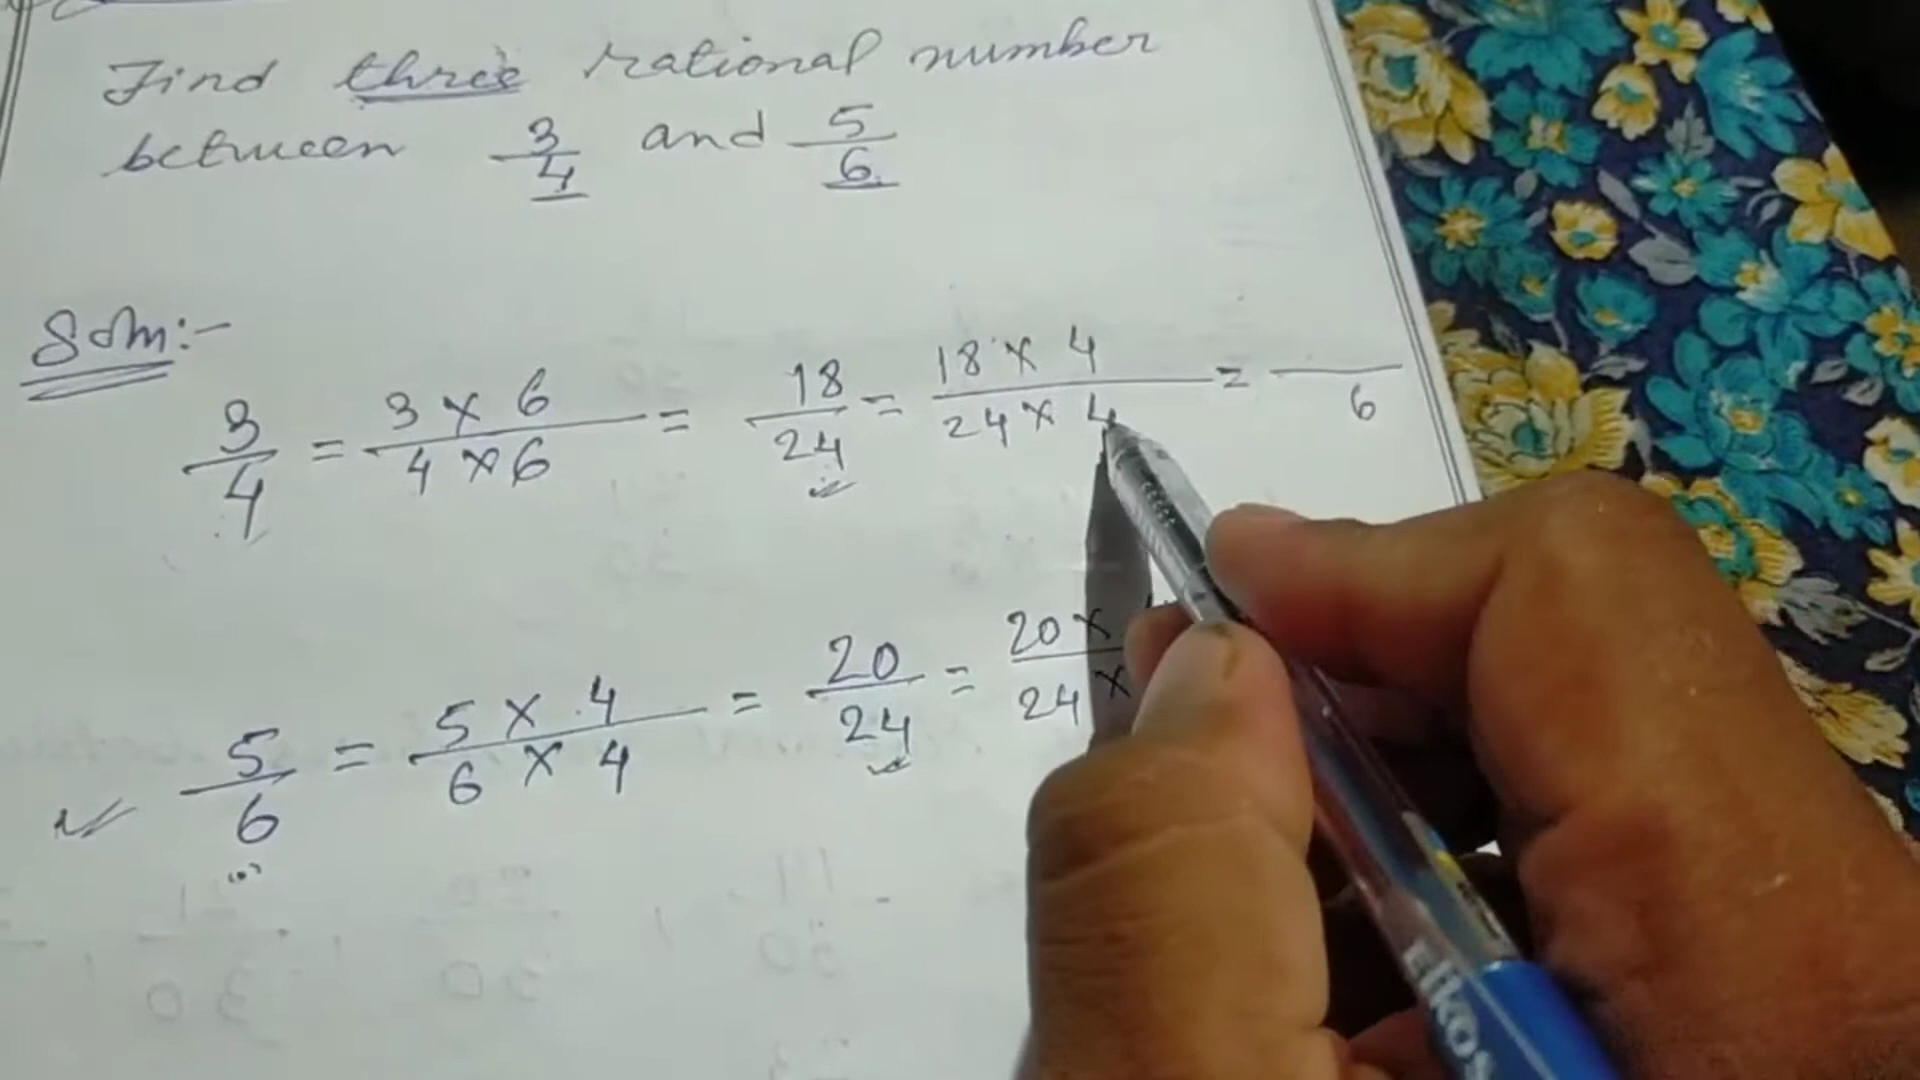 Find three rational number
between 3/4 and 5/6
Soln:-
3/4 = 3 × 6 / 4 × 6 = 18/24 = 18 × 4 / 24 × 4 = /6
5/6 = 5 × 4 / 6 × 4 = 20/24 = 20 × / 24 ×
Elkos